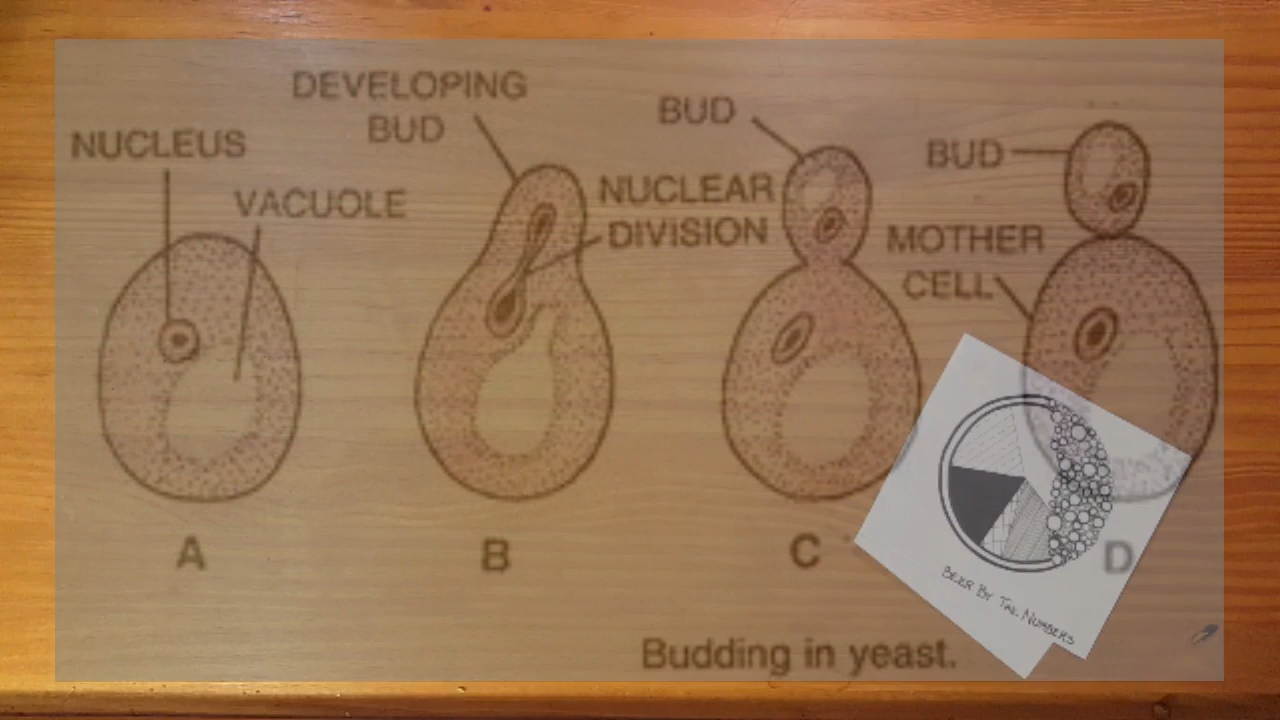 DEVELOPING
BUD
NUCLEUS
VACUOLE
BUD
NUCLEAR
DIVISION
BUD
MOTHER
CELL
A
B
C
D
BEER BY THE NUMBERS
Budding in yeast.